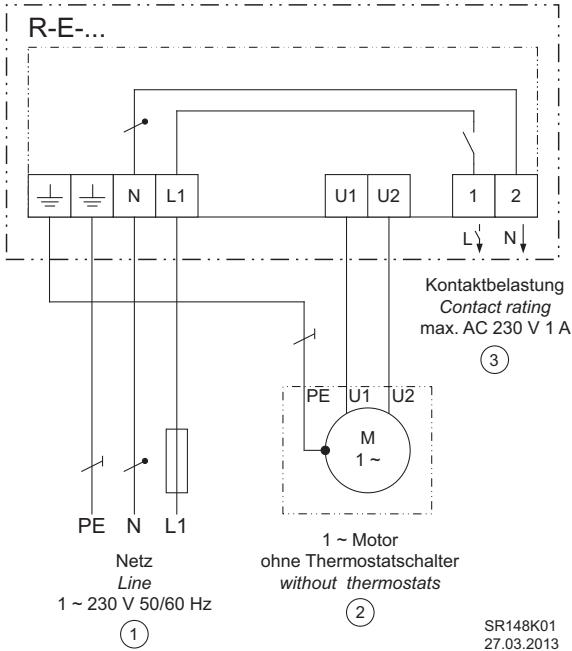 R-E-...
N L1 U1 U2 1 2
L N
Kontaktbelastung
Contact rating
max. AC 230 V 1 A
3
PE U1 U2
M
1 ~
PE N L1
Netz
Line
1 ~ 230 V 50/60 Hz
1
1 ~ Motor
ohne Thermostatschalter
without thermostats
2
SR148K01
27.03.2013